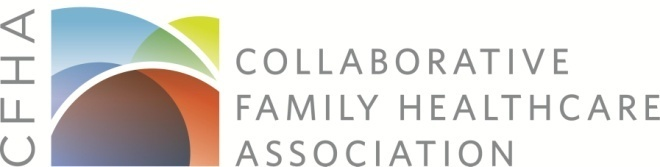 CFHA
COLLABORATIVE
FAMILY HEALTHCARE
ASSOCIATION